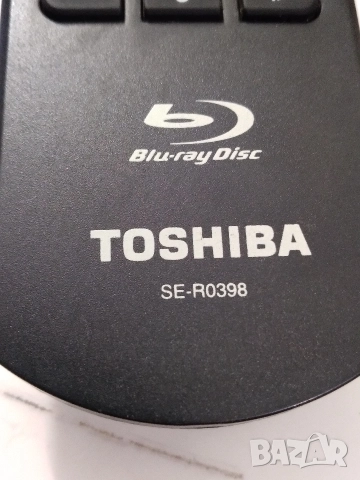 Blu-ray Disc
TOSHIBA
SE-R0398
BAZAR